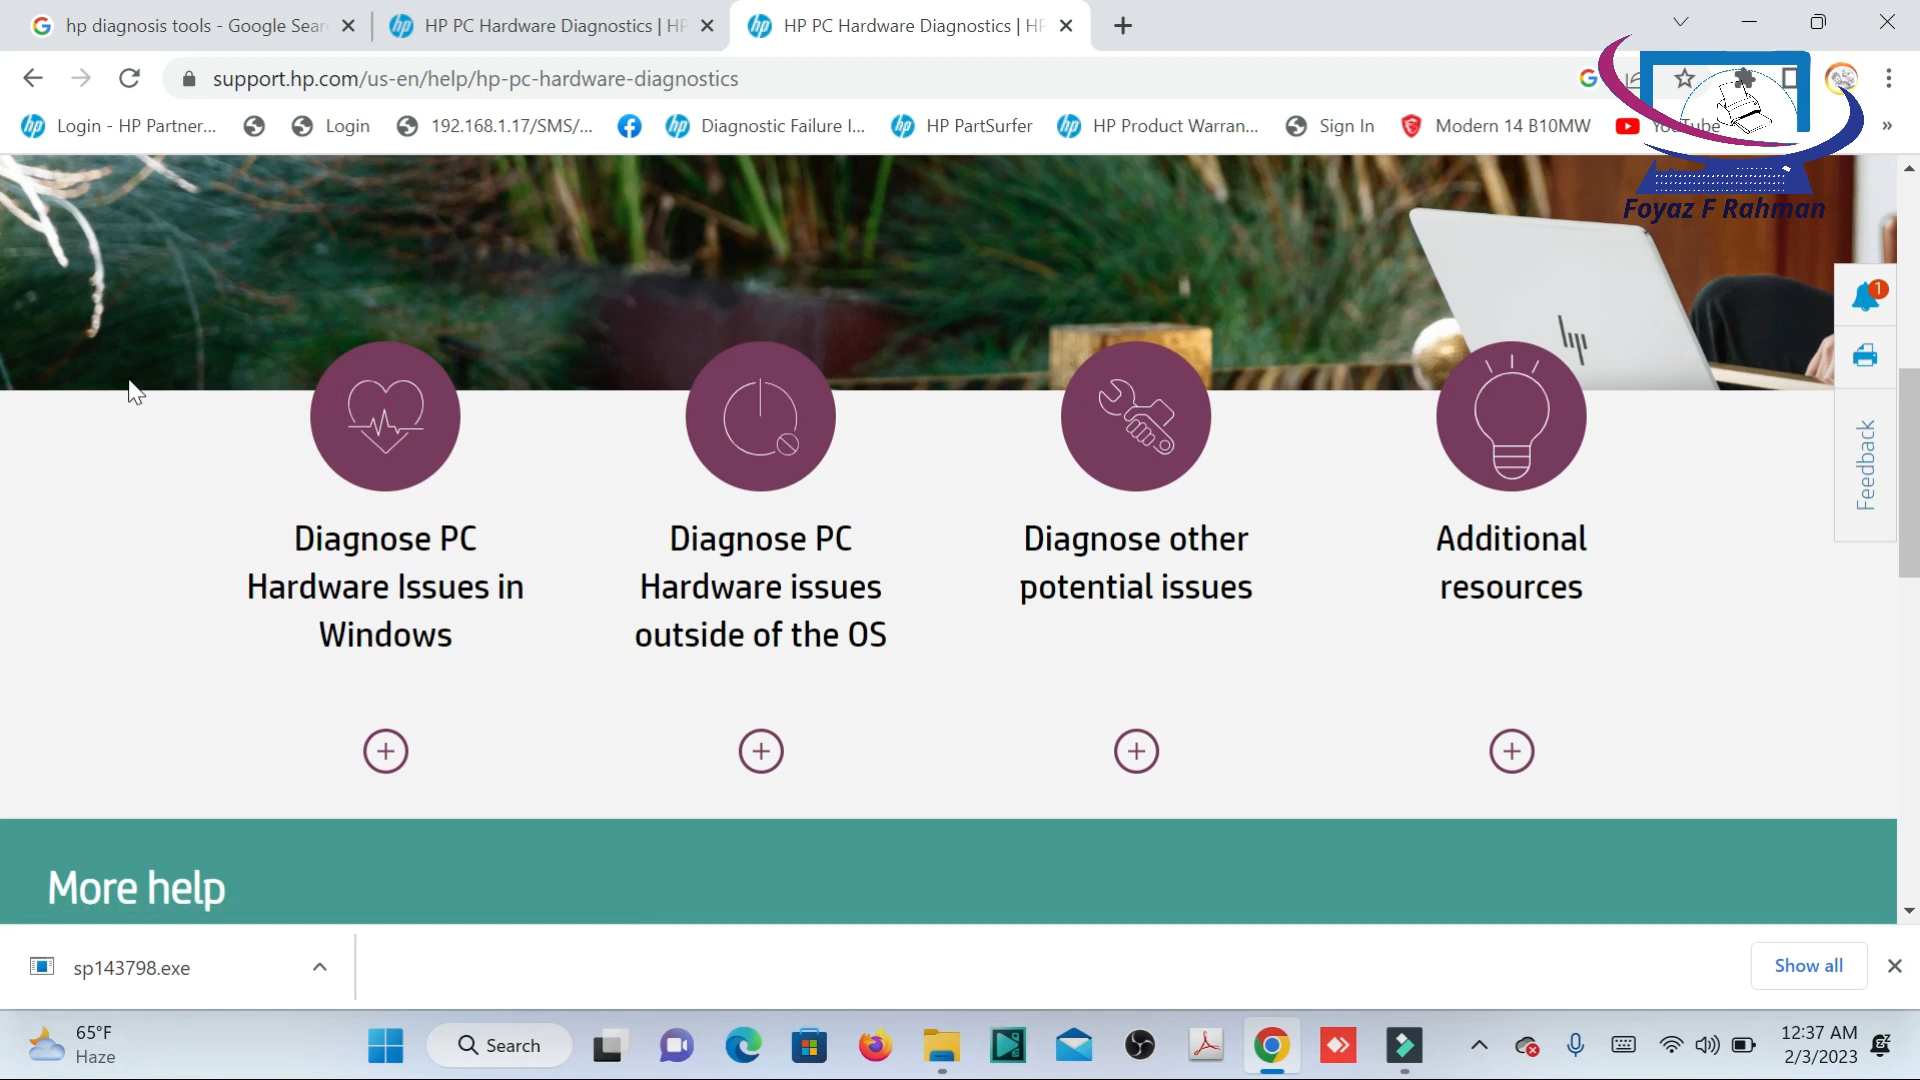 hp diagnosis tools - Google Sear
HP PC Hardware Diagnostics | HP
HP PC Hardware Diagnostics | HP
support.hp.com/us-en/help/hp-pc-hardware-diagnostics
Login - HP Partner...
Login
192.168.1.17/SMS/...
Diagnostic Failure I...
HP PartSurfer
HP Product Warran...
Sign In
Modern 14 B10MW
YouTube
»
Foyaz F Rahman
hp
1
Feedback
Diagnose PC
Hardware Issues in
Windows
Diagnose PC
Hardware issues
outside of the OS
Diagnose other
potential issues
Additional
resources
More help
sp143798.exe
Show all
65°F
Haze
Search
12:37 AM
2/3/2023